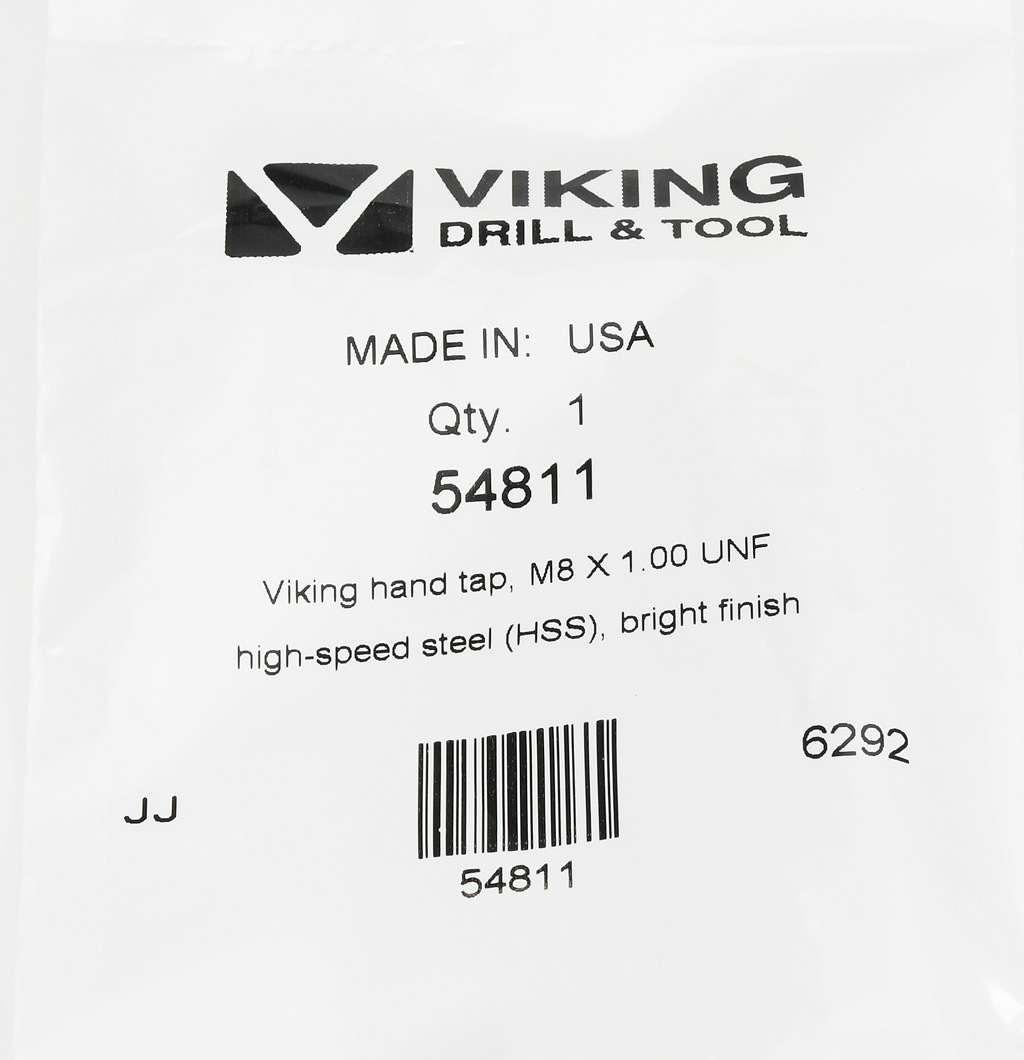 VIKING
DRILL & TOOL
MADE IN: USA
Qty. 1
54811
Viking hand tap, M8 X 1.00 UNF
high-speed steel (HSS), bright finish
6292
JJ
54811